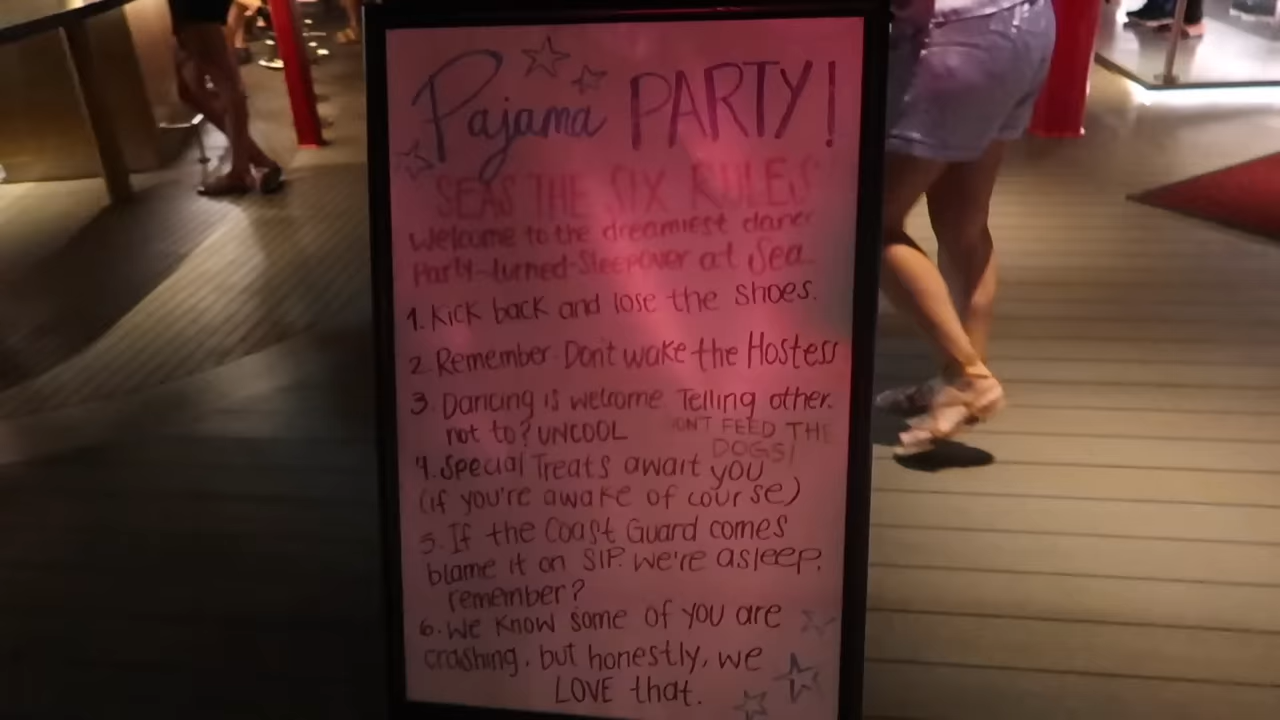 Pajama PARTY!
SEAS THE SIX RULES
Welcome to the dreamiest dance
Party-turned-Sleepover at Sea
1. Kick back and lose the shoes.
2 Remember. Don't wake the Hostess
3. Dancing is welcome. Telling other.
not to? UNCOOL
ONT FEED THE
DOGS!
4. Special Treats await you
(if you're awake of course)
5. If the Coast Guard comes
blame it on SIP. we're asleep.
remember?
6. We know some of you are
crashing, but honestly, we
LOVE that.